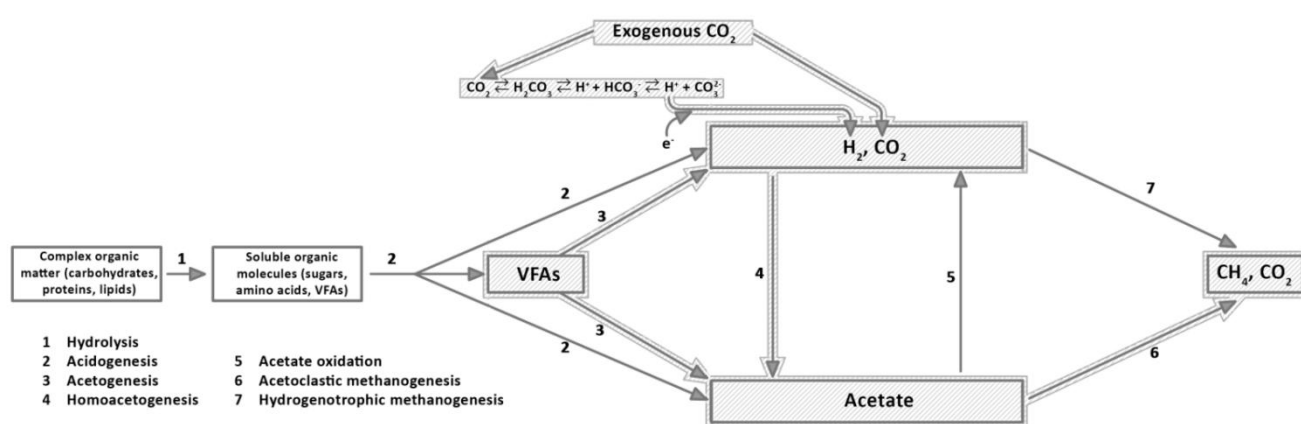 Exogenous CO₂
CO₂ ⇄ H₂CO₃ ⇄ H⁺ + HCO₃⁻ ⇄ H⁺ + CO₃²⁻
e⁻
H₂, CO₂
2
3
7
Complex organic
matter (carbohydrates,
proteins, lipids)
1
Soluble organic
molecules (sugars,
amino acids, VFAs)
2
VFAs
4
5
CH₄, CO₂
3
2
6
Acetate
1 Hydrolysis
2 Acidogenesis
3 Acetogenesis
4 Homoacetogenesis
5 Acetate oxidation
6 Acetoclastic methanogenesis
7 Hydrogenotrophic methanogenesis